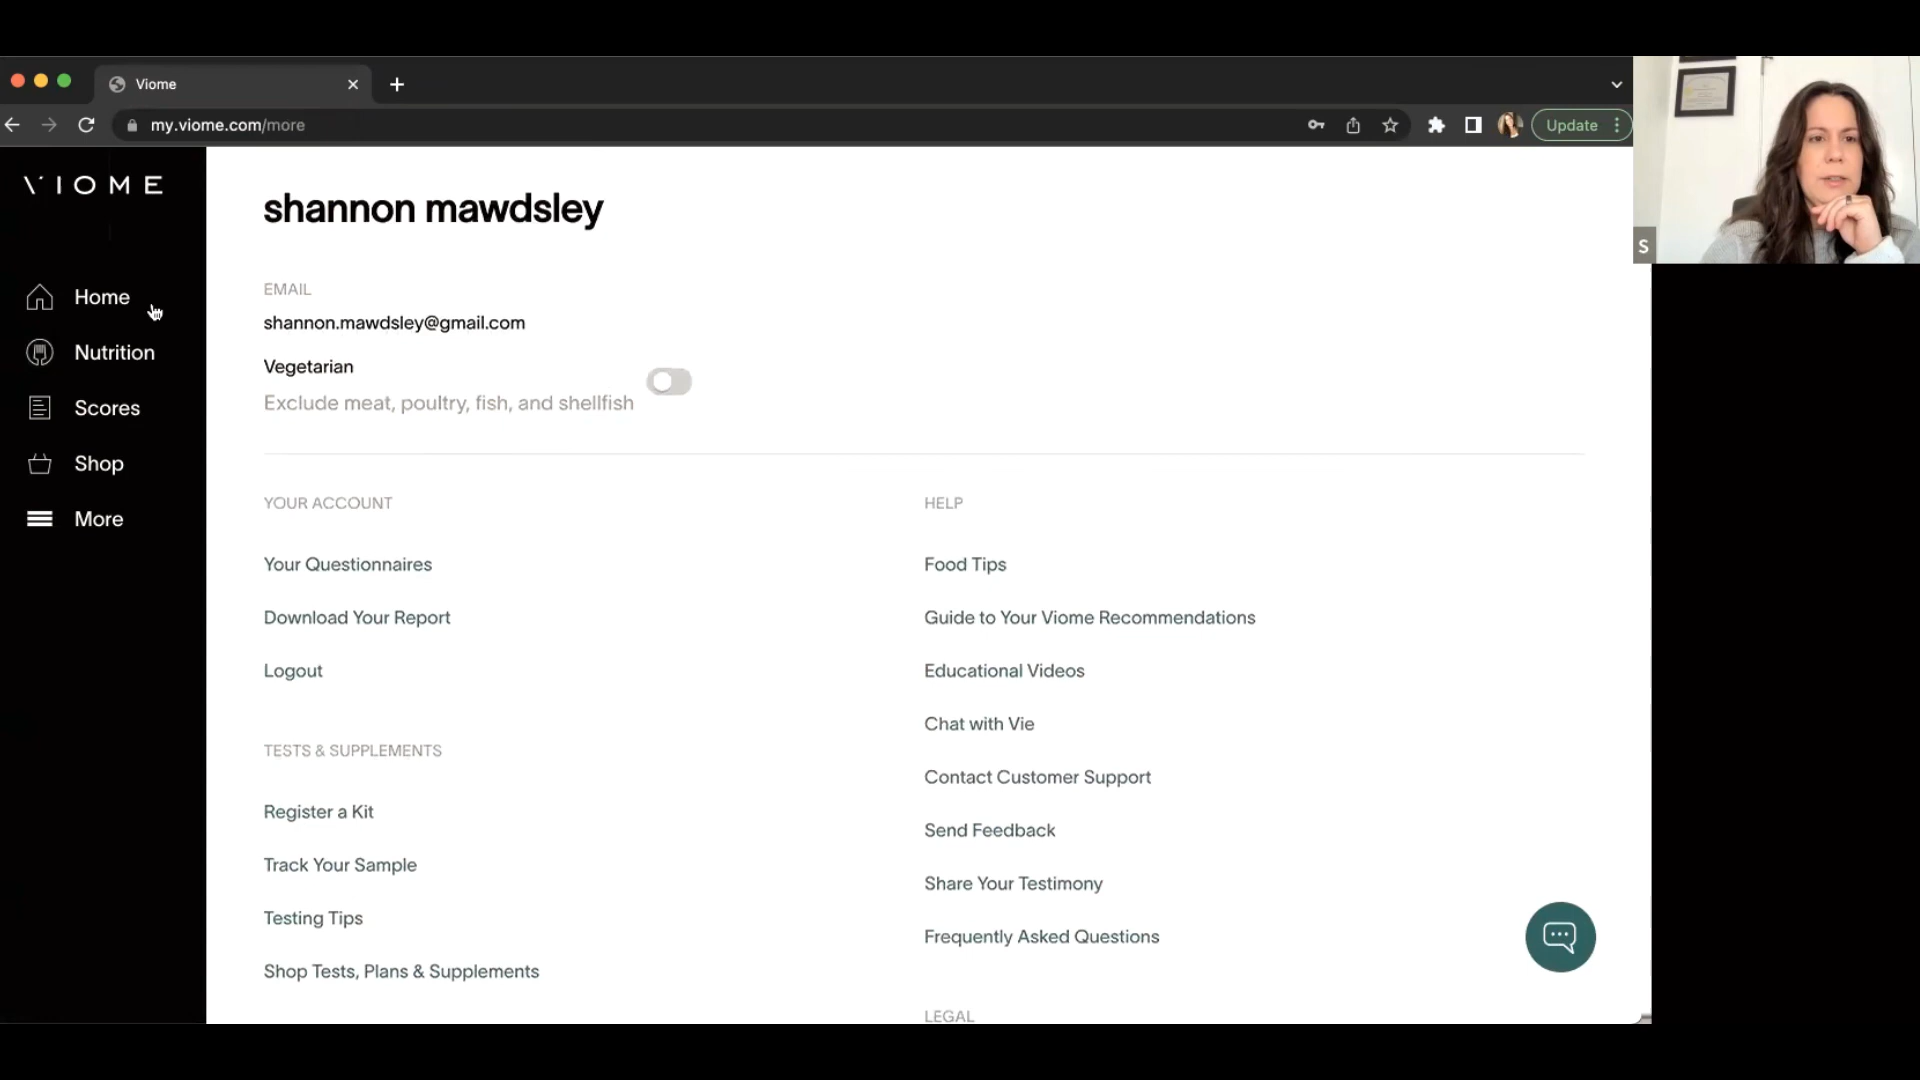 Viome
my.viome.com/more
Update
VIOME
Home
Nutrition
Scores
Shop
More
shannon mawdsley
EMAIL
shannon.mawdsley@gmail.com
Vegetarian
Exclude meat, poultry, fish, and shellfish
YOUR ACCOUNT
Your Questionnaires
Download Your Report
Logout
TESTS & SUPPLEMENTS
Register a Kit
Track Your Sample
Testing Tips
Shop Tests, Plans & Supplements
HELP
Food Tips
Guide to Your Viome Recommendations
Educational Videos
Chat with Vie
Contact Customer Support
Send Feedback
Share Your Testimony
Frequently Asked Questions
LEGAL
S